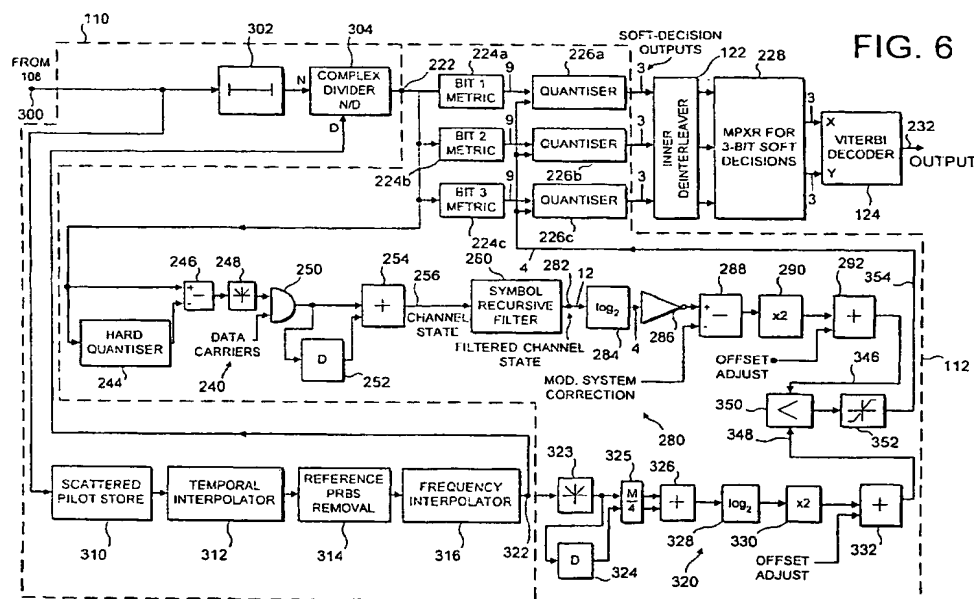 FIG. 6
110
302
304
FROM 108
300
COMPLEX
DIVIDER
N/D
N
D
222
224a
BIT 1
METRIC
9
226a
QUANTISER
3
SOFT-DECISION
OUTPUTS
122
228
BIT 2
METRIC
224b
9
QUANTISER
226b
3
BIT 3
METRIC
224c
9
QUANTISER
226c
3
INNER
DEINTERLEAVER
MPXR FOR
3-BIT SOFT
DECISIONS
3
3
X
Y
VITERBI
DECODER
124
232
OUTPUT
4
246
248
250
254
256
260
282
12
288
290
292
354
+
-
HARD
QUANTISER
244
DATA
CARRIERS
240
D
252
+
CHANNEL
STATE
SYMBOL
RECURSIVE
FILTER
FILTERED CHANNEL
STATE
log2
284
4
286
+
-
x2
+
OFFSET
ADJUST
346
112
MOD. SYSTEM
CORRECTION
280
350
<
348
352
SCATTERED
PILOT STORE
310
TEMPORAL
INTERPOLATOR
312
REFERENCE
PRBS
REMOVAL
314
FREQUENCY
INTERPOLATOR
316
322
323
D
324
325
M/4
326
+
log2
328
320
x2
330
OFFSET
ADJUST
+
332